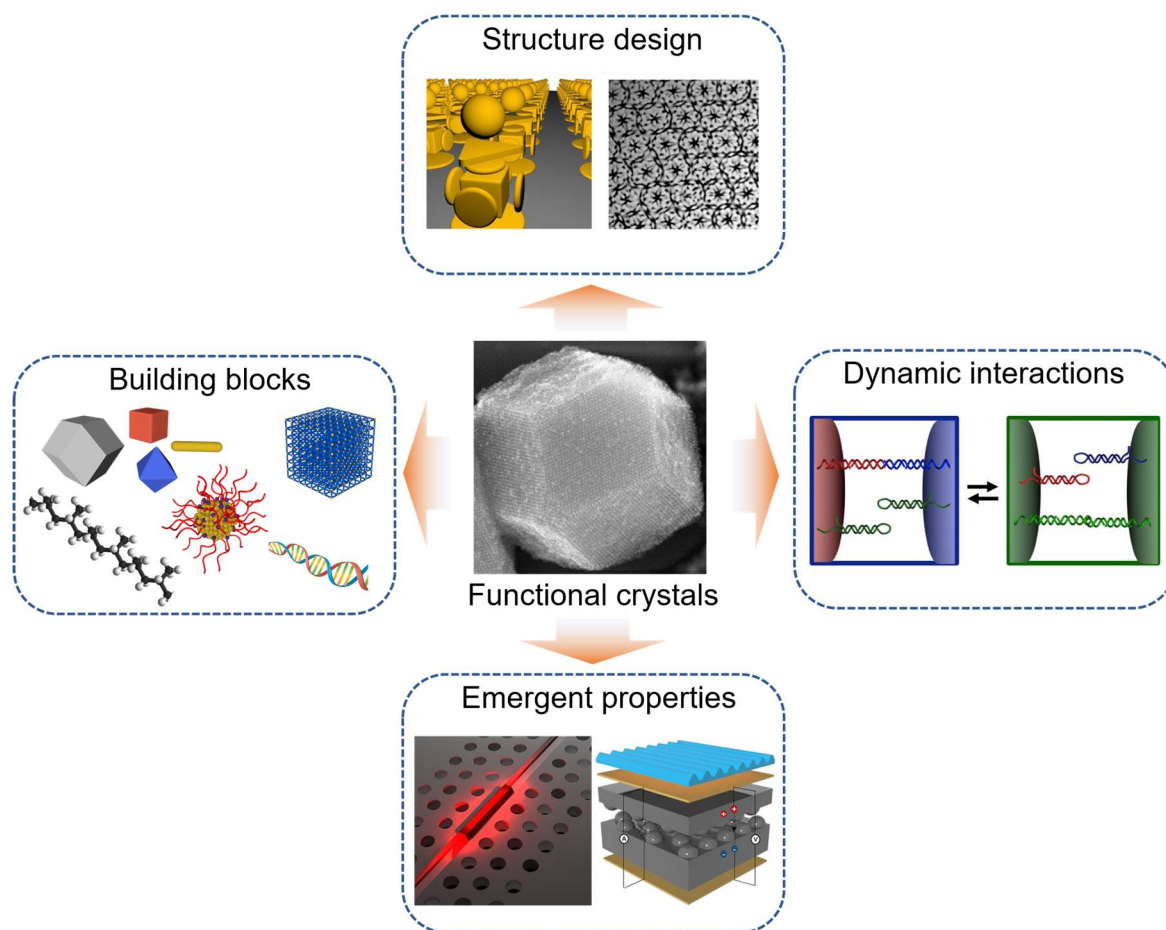 Structure design
Building blocks
Dynamic interactions
Functional crystals
Emergent properties
A
V